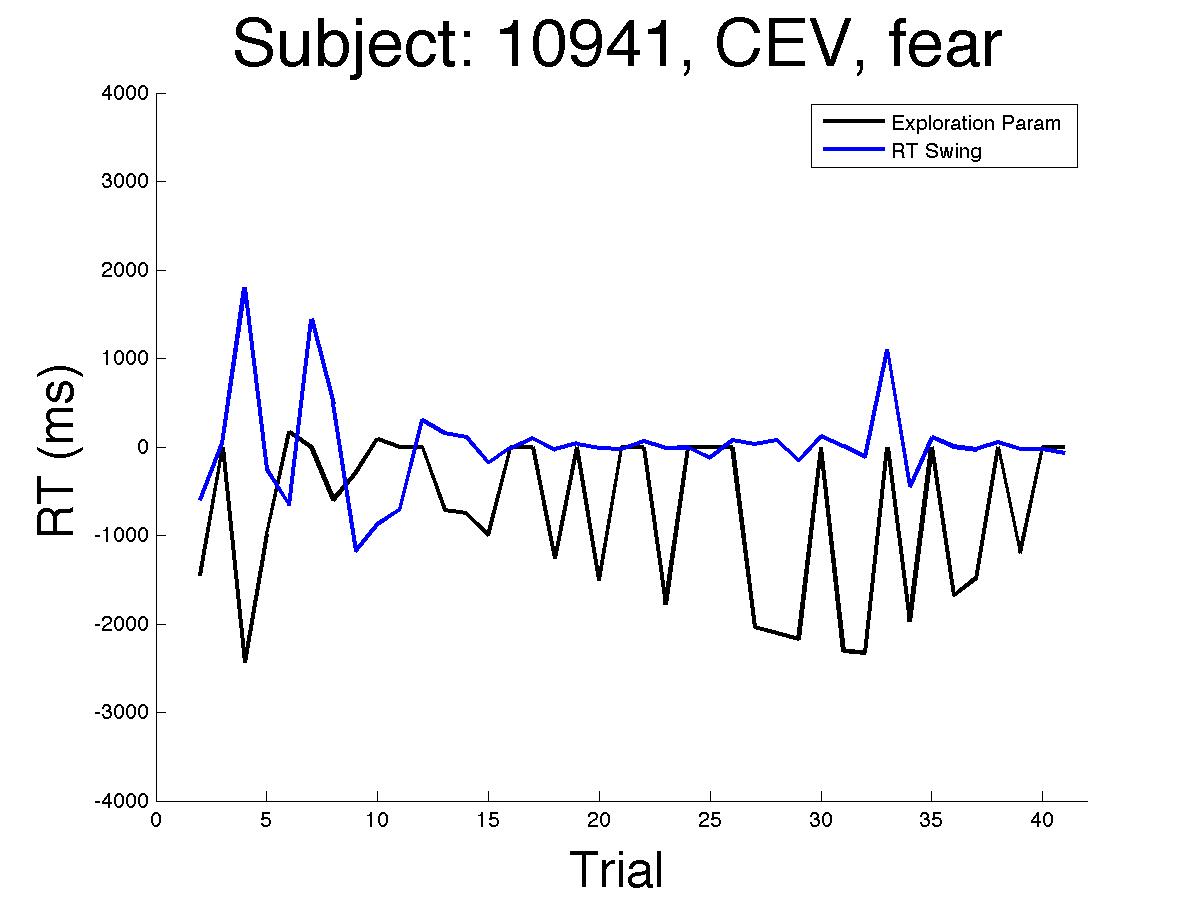 Subject: 10941, CEV, fear
4000
3000
2000
1000
0
-1000
-2000
-3000
-4000
RT (ms)
Exploration Param
RT Swing
0 5 10 15 20 25 30 35 40
Trial